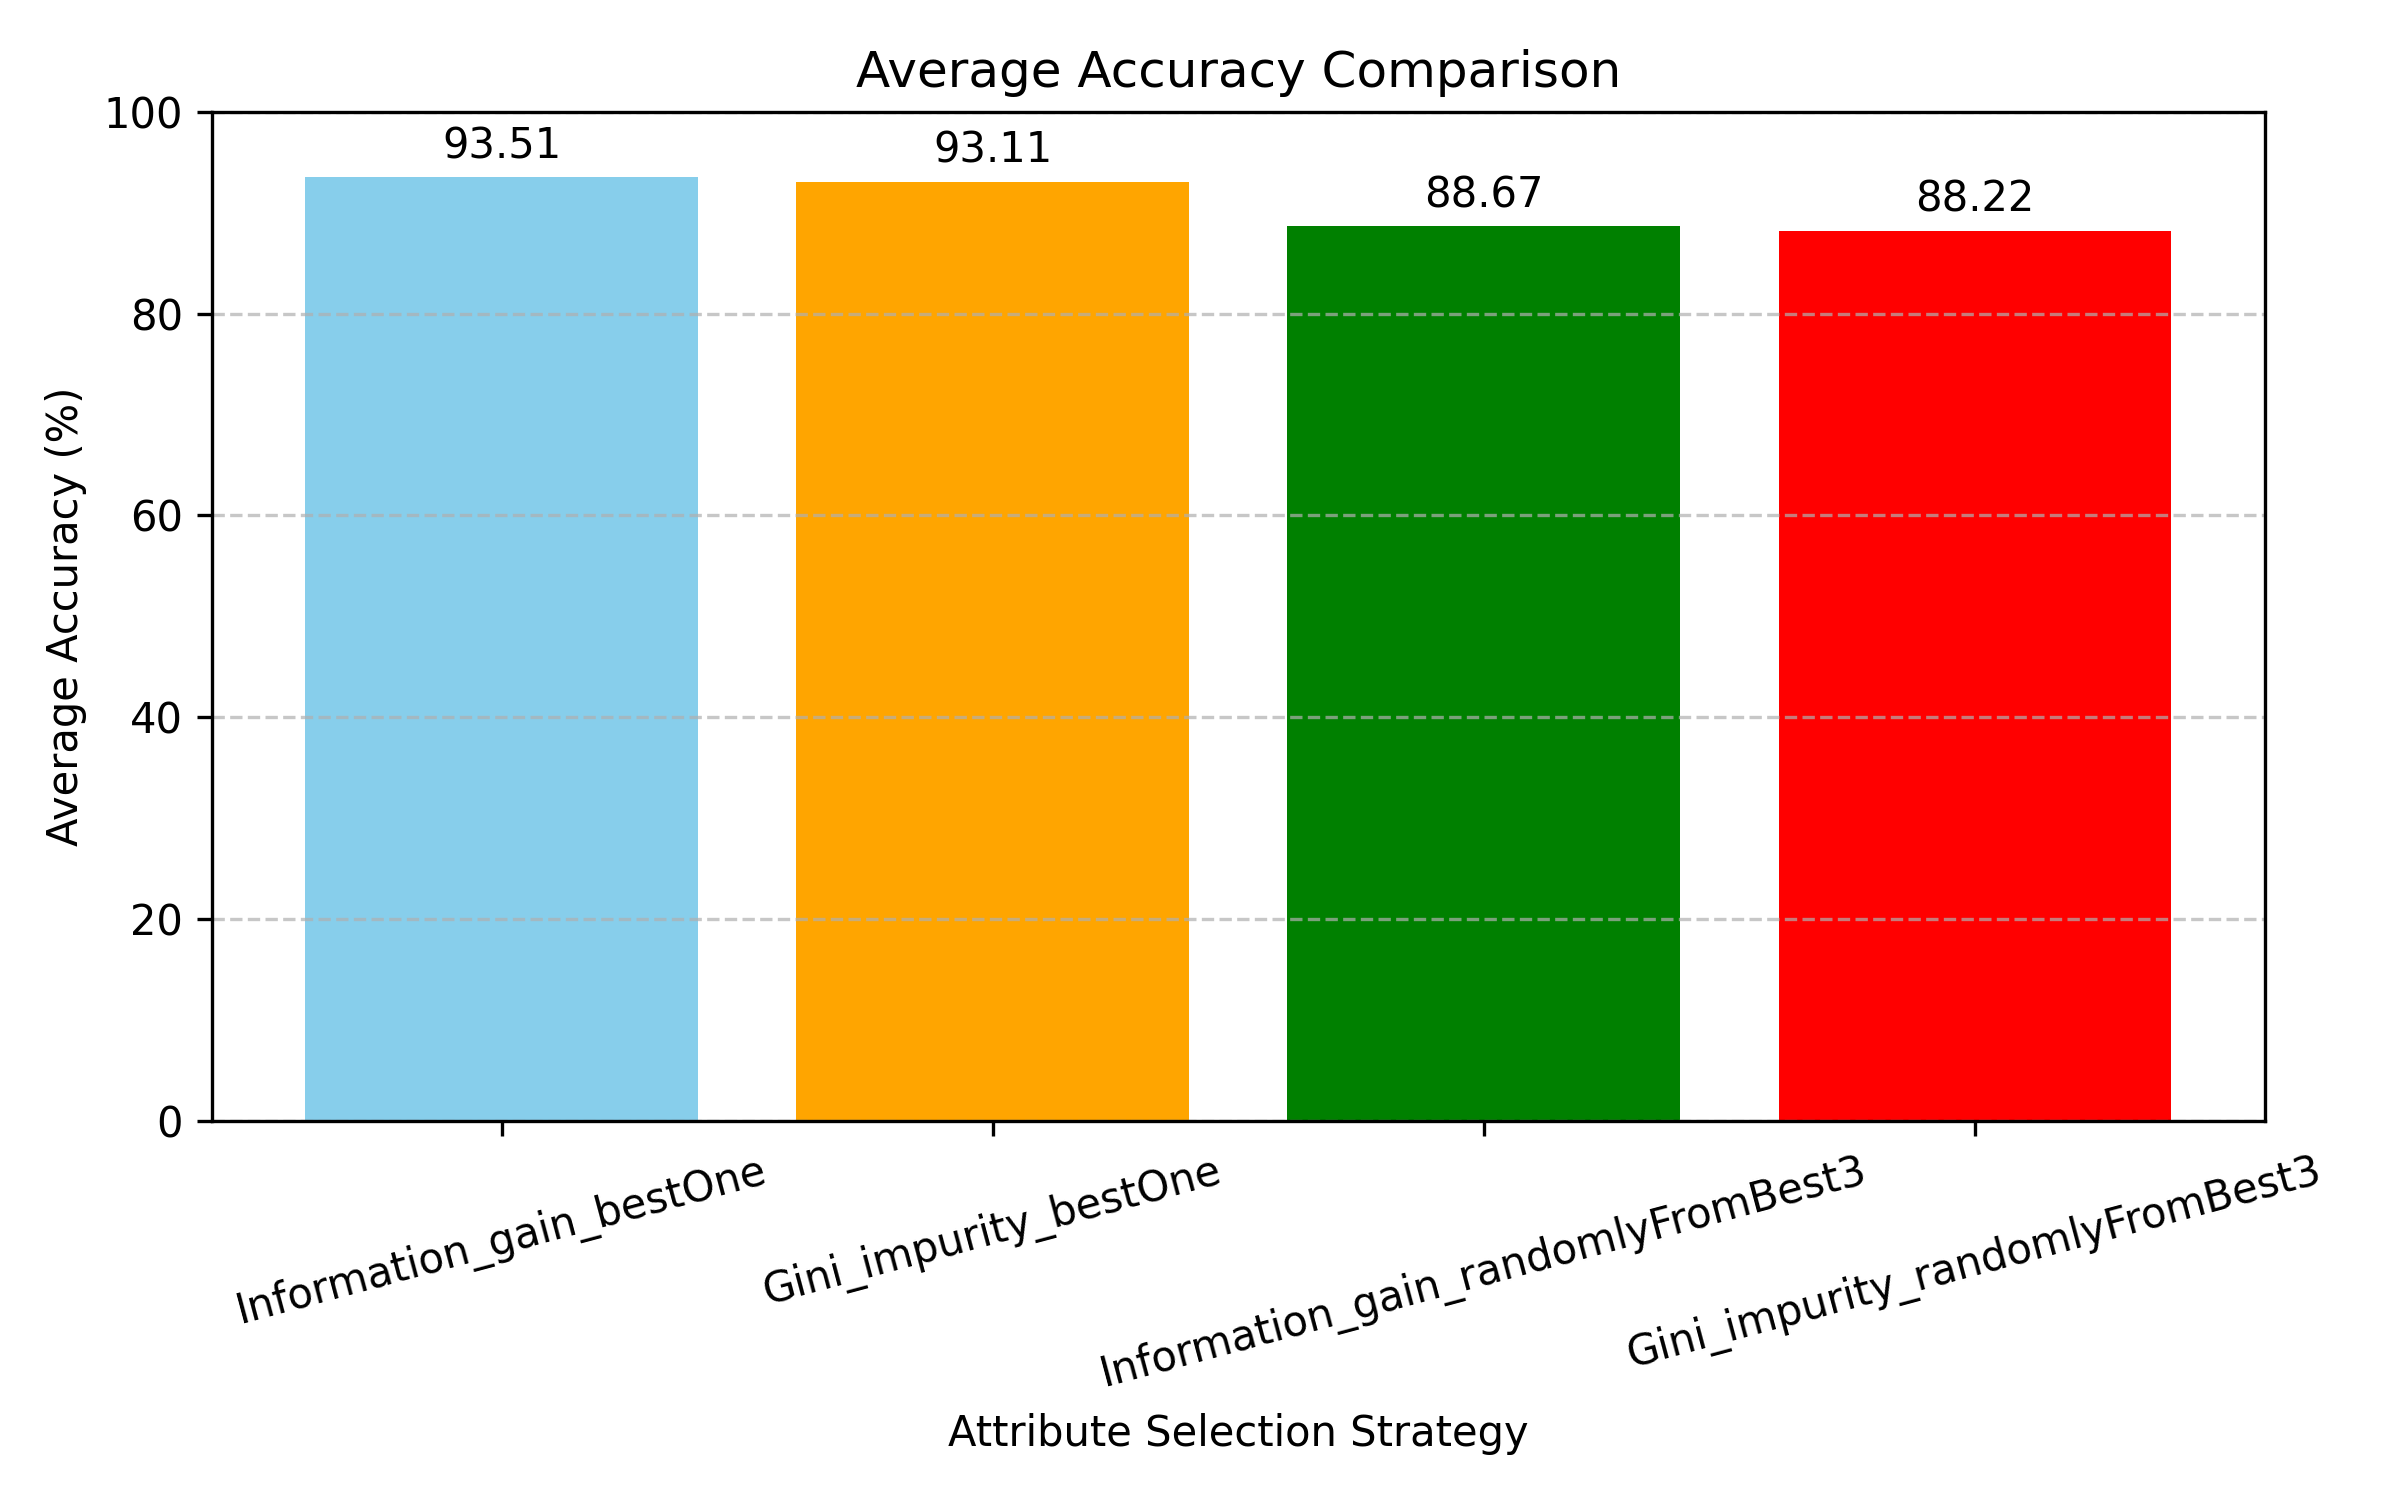 Average Accuracy Comparison
100
80
60
40
20
0
Average Accuracy (%)
93.51
93.11
88.67
88.22
Information_gain_bestOne
Gini_impurity_bestOne
Information_gain_randomlyFromBest3
Gini_impurity_randomlyFromBest3
Attribute Selection Strategy